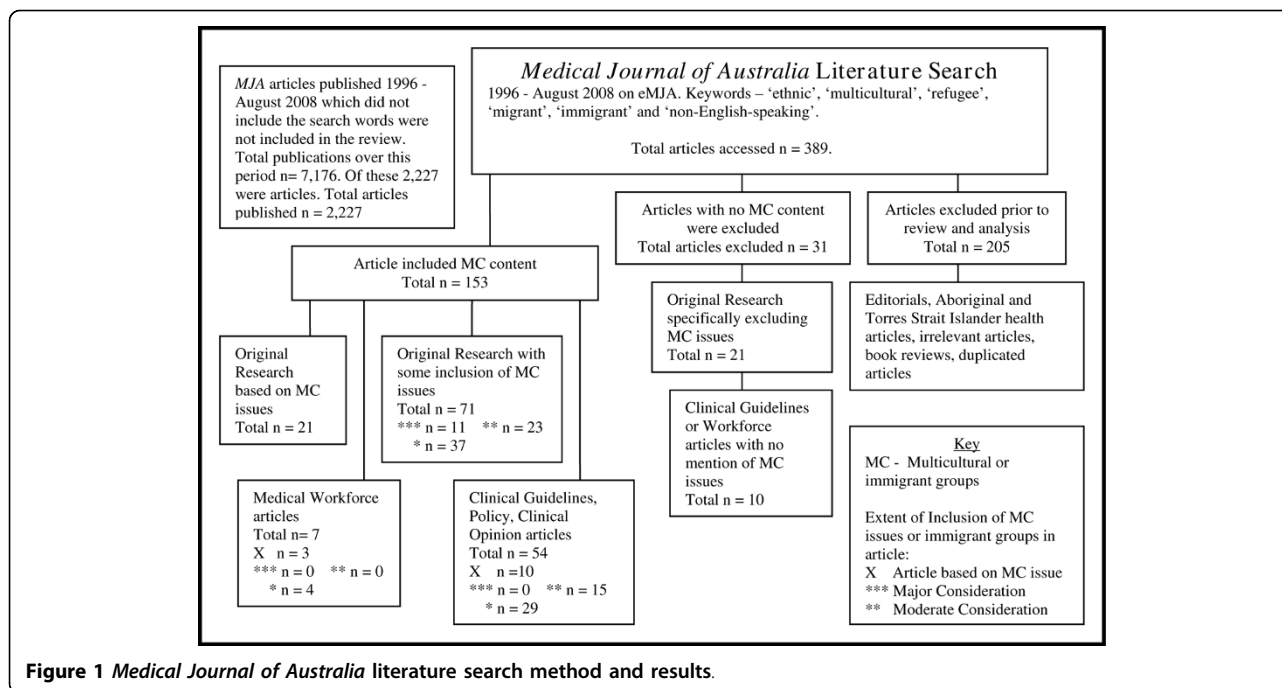 MJA articles published 1996 -
August 2008 which did not
include the search words were
not included in the review.
Total publications over this
period n= 7,176. Of these 2,227
were articles. Total articles
published n = 2,227
Medical Journal of Australia Literature Search
1996 - August 2008 on eMJA. Keywords – ‘ethnic’, ‘multicultural’, ‘refugee’,
‘migrant’, ‘immigrant’ and ‘non-English-speaking’.
Total articles accessed n = 389.
Article included MC content
Total n = 153
Articles with no MC content
were excluded
Total articles excluded n = 31
Articles excluded prior to
review and analysis
Total n = 205
Original
Research
based on MC
issues
Total n = 21
Original Research with
some inclusion of MC
issues
Total n = 71
*** n = 11 ** n = 23
* n = 37
Original Research
specifically excluding
MC issues
Total n = 21
Editorials, Aboriginal and
Torres Strait Islander health
articles, irrelevant articles,
book reviews, duplicated
articles
Medical Workforce
articles
Total n= 7
X n = 3
*** n = 0 ** n = 0
* n = 4
Clinical Guidelines,
Policy, Clinical
Opinion articles
Total n = 54
X n =10
*** n = 0 ** n = 15
* n = 29
Clinical Guidelines
or Workforce
articles with no
mention of MC
issues
Total n = 10
Key
MC - Multicultural or
immigrant groups
Extent of Inclusion of MC
issues or immigrant groups in
article:
X Article based on MC issue
*** Major Consideration
** Moderate Consideration
Figure 1 Medical Journal of Australia literature search method and results.